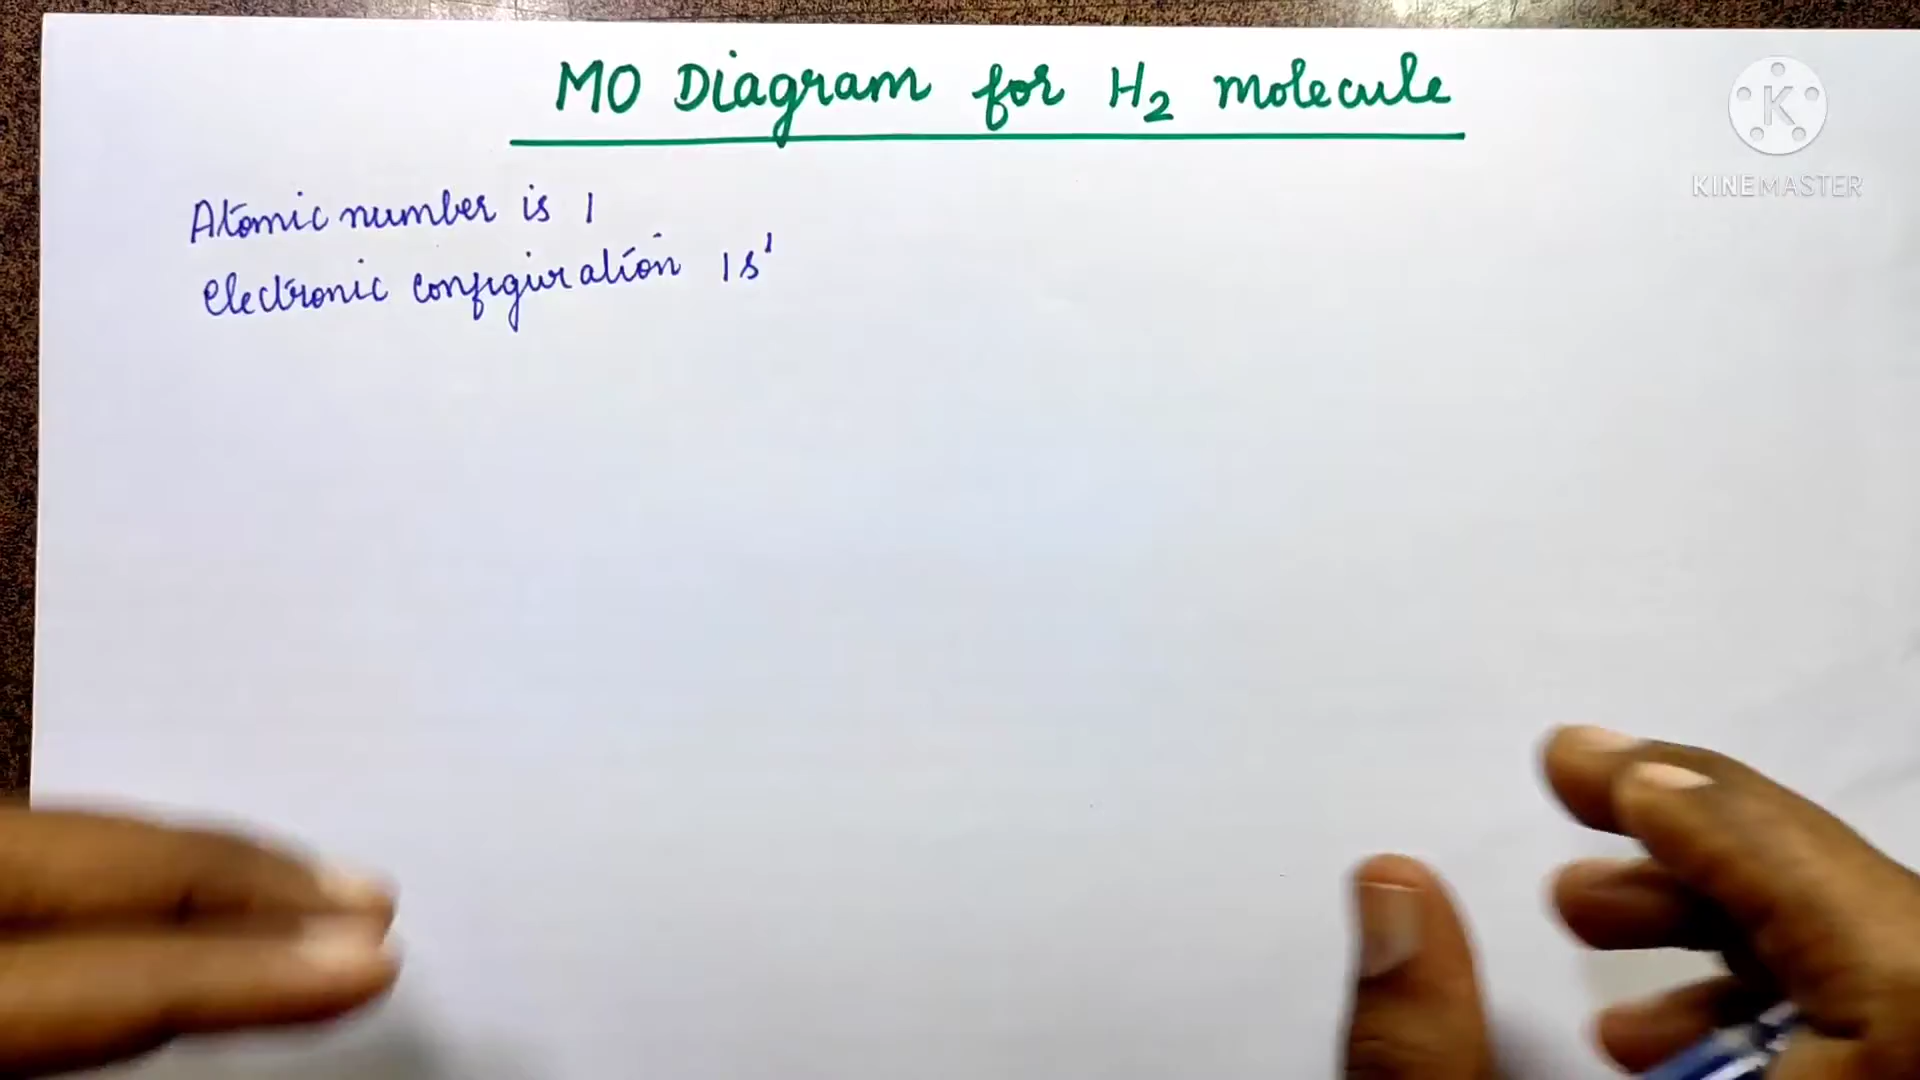 MO Diagram for H₂ molecule
K
KINEMASTER
Atomic number is 1
Electronic configuration 1s¹